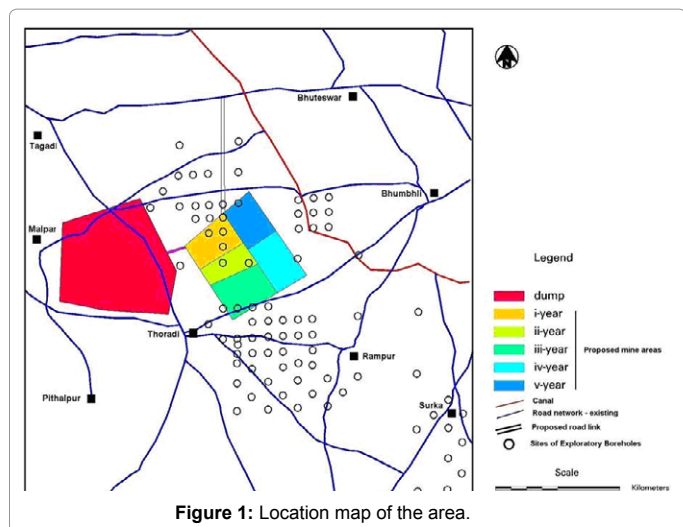 Bhuteswar
Tagadi
Bhumbhli
Malpar
Thoradi
Rampur
Pithalpur
Surka
N
Legend
dump
i-year
ii-year
iii-year
iv-year
v-year
Proposed mine areas
Canal
Road network - existing
Proposed road link
Sites of Exploratory Boreholes
Scale
Kilometers
Figure 1: Location map of the area.